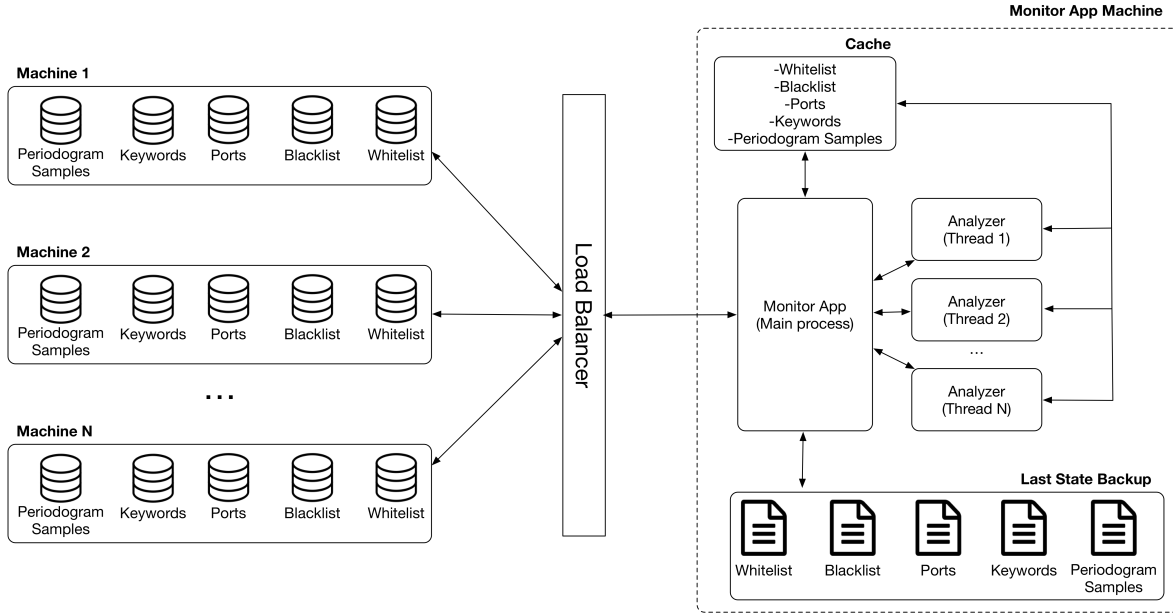 Monitor App Machine
Cache
-Whitelist
-Blacklist
-Ports
-Keywords
-Periodogram Samples
Machine 1
Periodogram
Samples
Keywords
Ports
Blacklist
Whitelist
Machine 2
Periodogram
Samples
Keywords
Ports
Blacklist
Whitelist
...
Machine N
Periodogram
Samples
Keywords
Ports
Blacklist
Whitelist
Load Balancer
Monitor App
(Main process)
Analyzer
(Thread 1)
Analyzer
(Thread 2)
...
Analyzer
(Thread N)
Last State Backup
Whitelist
Blacklist
Ports
Keywords
Periodogram
Samples